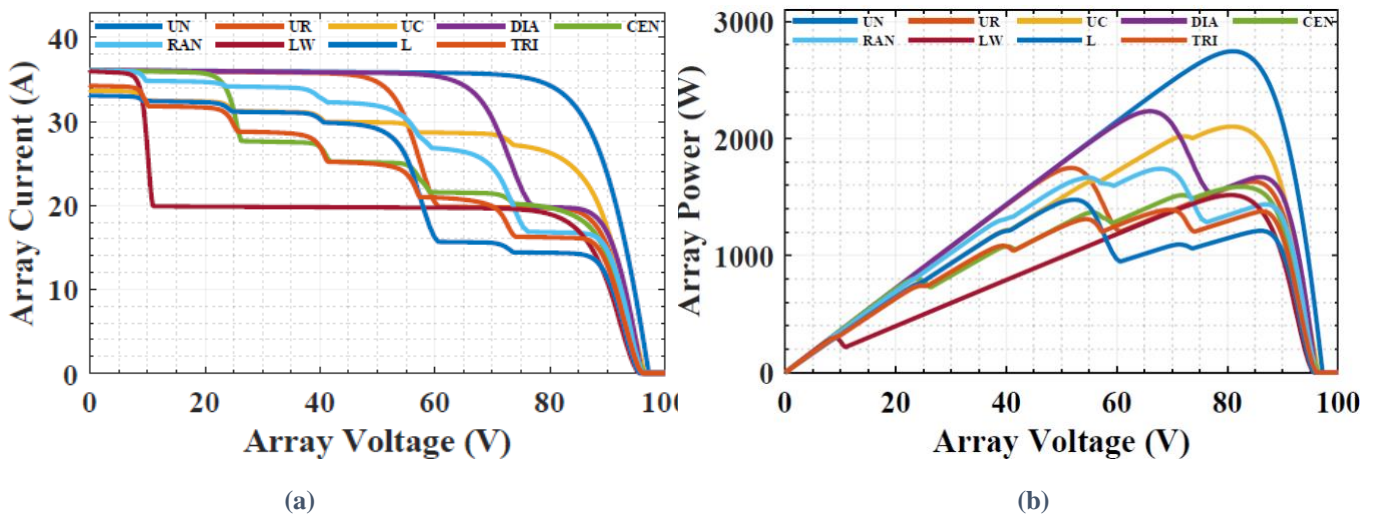 UN UR UC DIA CEN
RAN LW L TRI
40
30
20
10
0
0 20 40 60 80 100
Array Current (A)
Array Voltage (V)
(a)
UN UR UC DIA CEN
RAN LW L TRI
3000
2000
1000
0
0 20 40 60 80 100
Array Power (W)
Array Voltage (V)
(b)